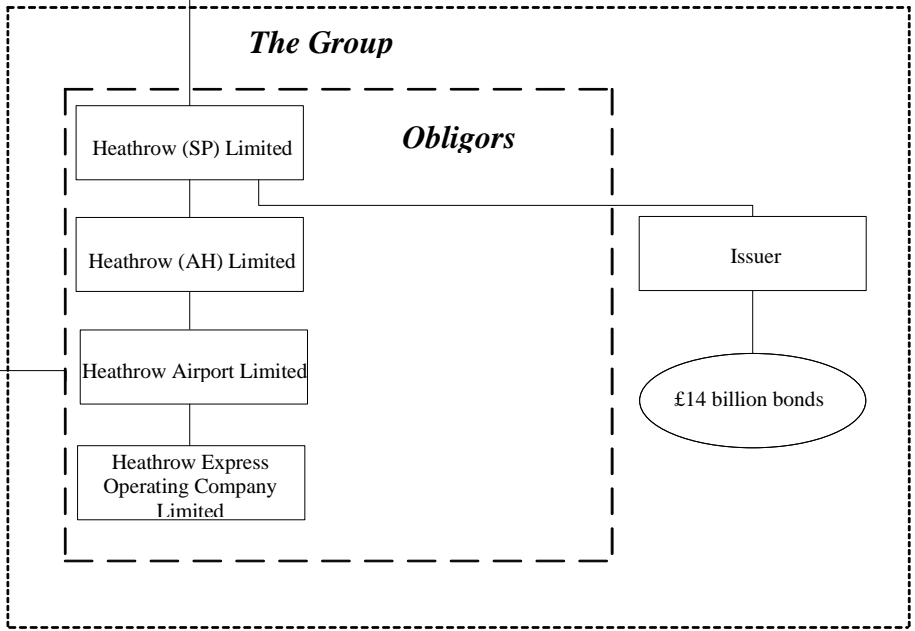 The Group
Obligors
Heathrow (SP) Limited
Heathrow (AH) Limited
Issuer
Heathrow Airport Limited
£14 billion bonds
Heathrow Express
Operating Company
Limited